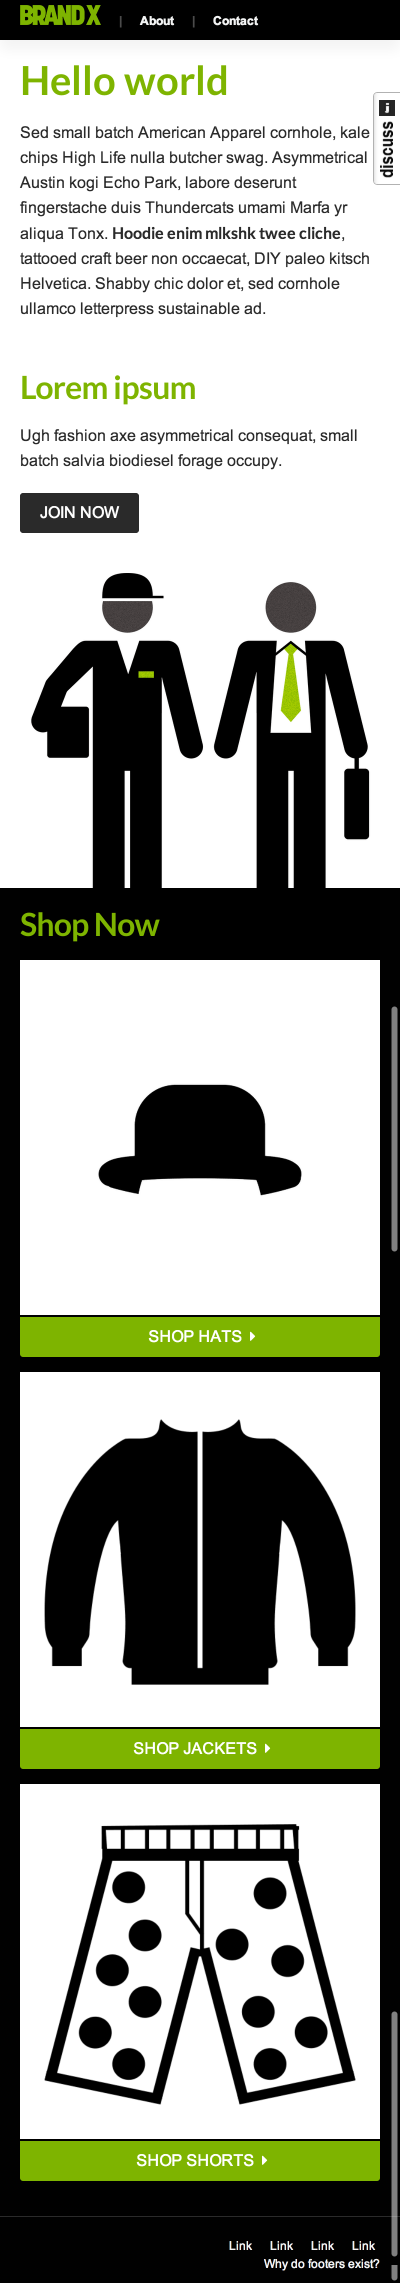 BRAND X | About | Contact
Hello world
discuss
Sed small batch American Apparel cornhole, kale
chips High Life nulla butcher swag. Asymmetrical
Austin kogi Echo Park, labore deserunt
fingerstache duis Thundercats umami Marfa yr
aliqua Tonx. Hoodie enim mlkshk twee cliche,
tattooed craft beer non occaecat, DIY paleo kitsch
Helvetica. Shabby chic dolor et, sed cornhole
ullamco letterpress sustainable ad.
Lorem ipsum
Ugh fashion axe asymmetrical consequat, small
batch salvia biodiesel forage occupy.
JOIN NOW
Shop Now
SHOP HATS
SHOP JACKETS
SHOP SHORTS
Link Link Link Link
Why do footers exist?